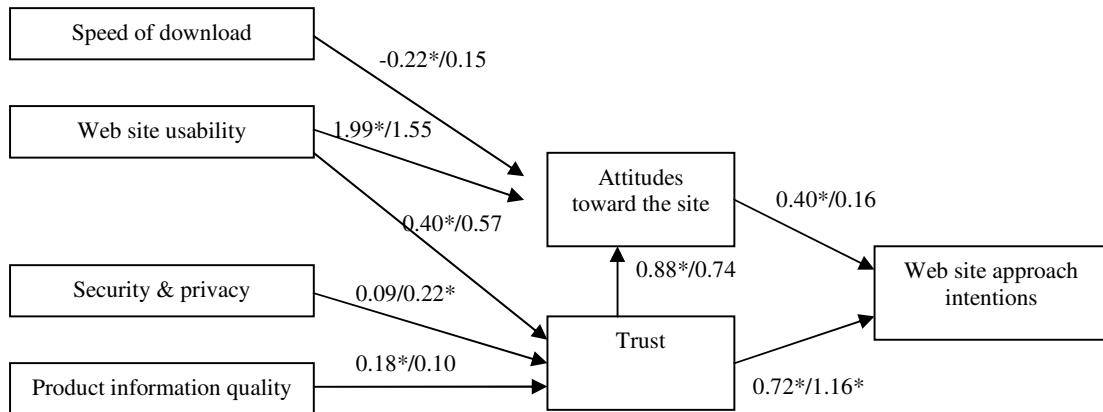 Speed of download
-0.22*/0.15
Web site usability
1.99*/1.55
Attitudes
toward the site
0.40*/0.16
0.40*/0.57
Web site approach
intentions
0.88*/0.74
Security & privacy
0.09/0.22*
Trust
Product information quality
0.18*/0.10
0.72*/1.16*